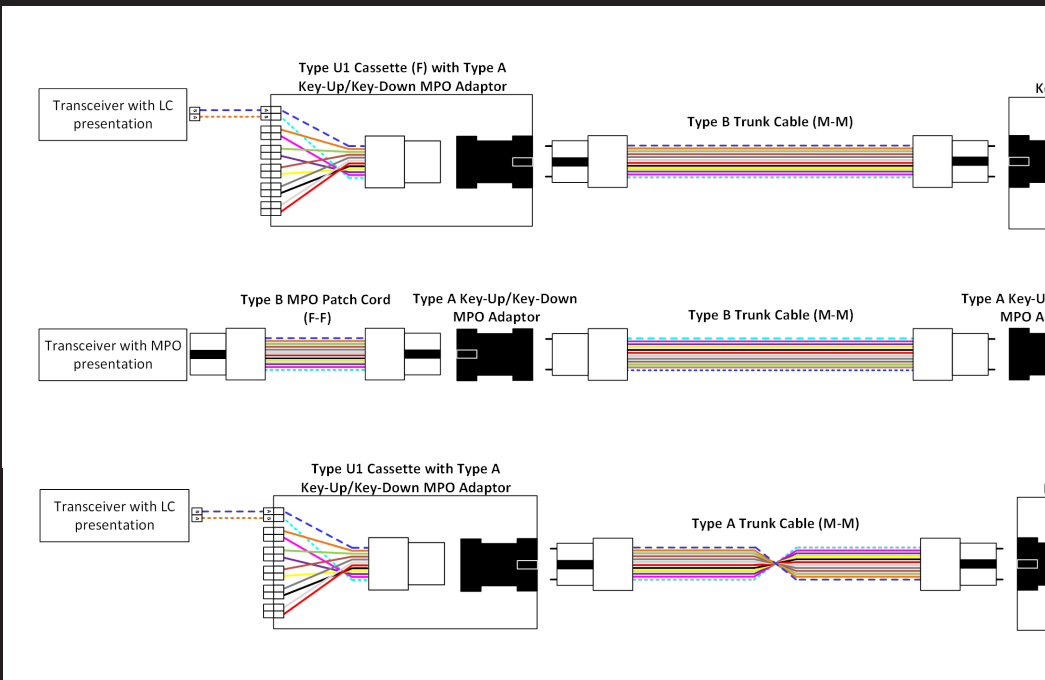 Type U1 Cassette (F) with Type A
Key-Up/Key-Down MPO Adaptor
K
Transceiver with LC
presentation
B
A
A
B
Type B Trunk Cable (M-M)
Type B MPO Patch Cord
(F-F)
Type A Key-Up/Key-Down
MPO Adaptor
Type B Trunk Cable (M-M)
Type A Key-U
MPO A
Transceiver with MPO
presentation
Type U1 Cassette with Type A
Key-Up/Key-Down MPO Adaptor
Transceiver with LC
presentation
B
A
A
B
Type A Trunk Cable (M-M)